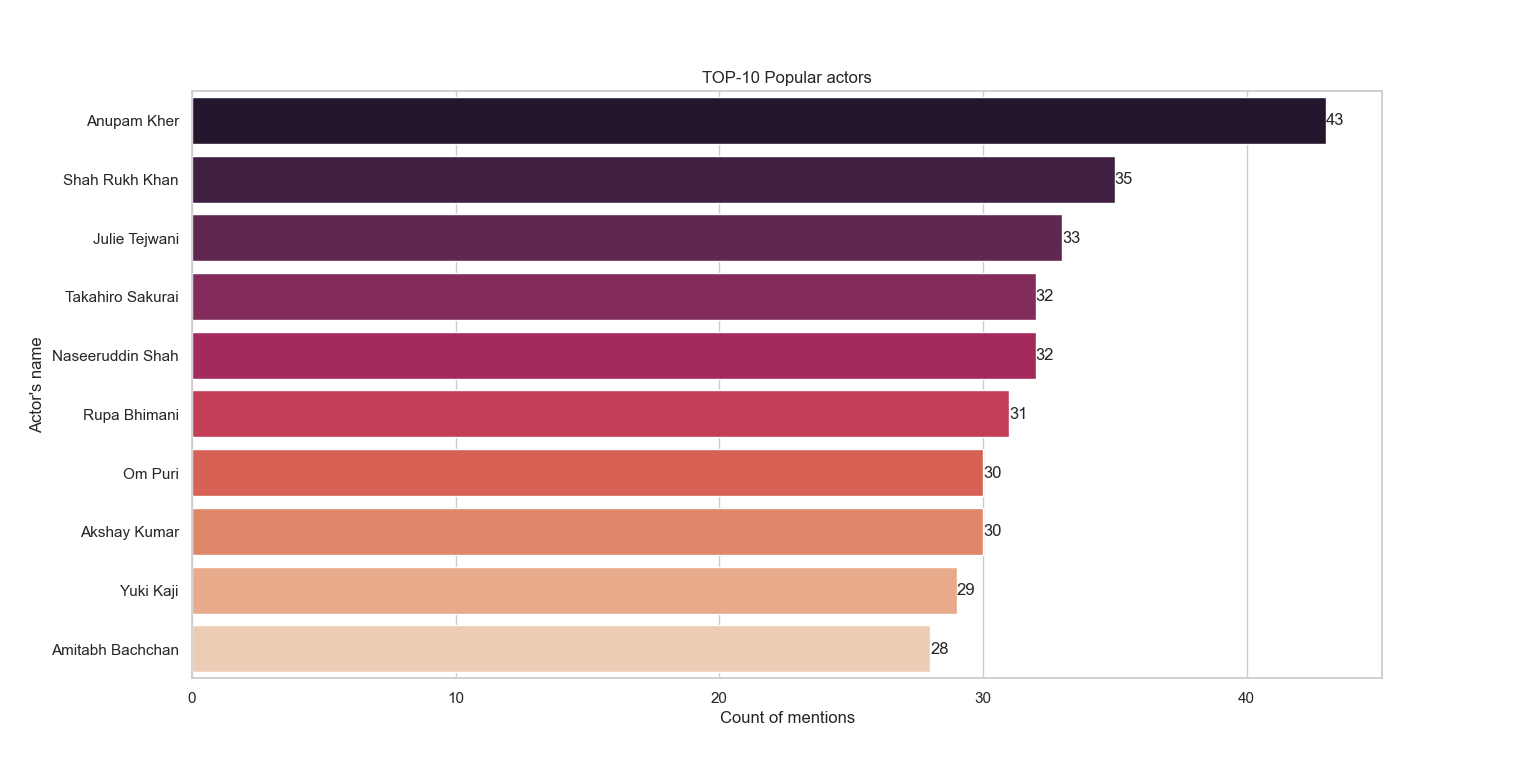 TOP-10 Popular actors
Actor's name
Anupam Kher 43
Shah Rukh Khan 35
Julie Tejwani 33
Takahiro Sakurai 32
Naseeruddin Shah 32
Rupa Bhimani 31
Om Puri 30
Akshay Kumar 30
Yuki Kaji 29
Amitabh Bachchan 28
0 10 20 30 40
Count of mentions